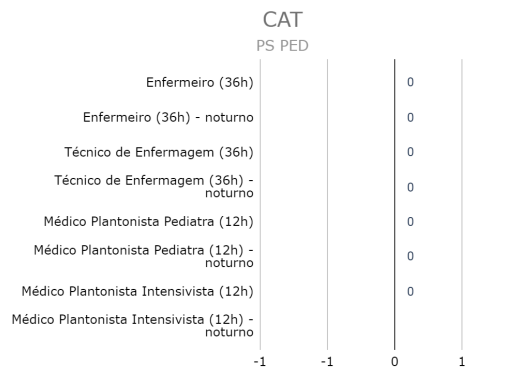 CAT
PS PED
Enfermeiro (36h)
0
Enfermeiro (36h) - noturno
0
Técnico de Enfermagem (36h)
0
Técnico de Enfermagem (36h) -
noturno
0
Médico Plantonista Pediatra (12h)
0
Médico Plantonista Pediatra (12h) -
noturno
0
Médico Plantonista Intensivista (12h)
0
Médico Plantonista Intensivista (12h) -
noturno
-1 -1 0 1